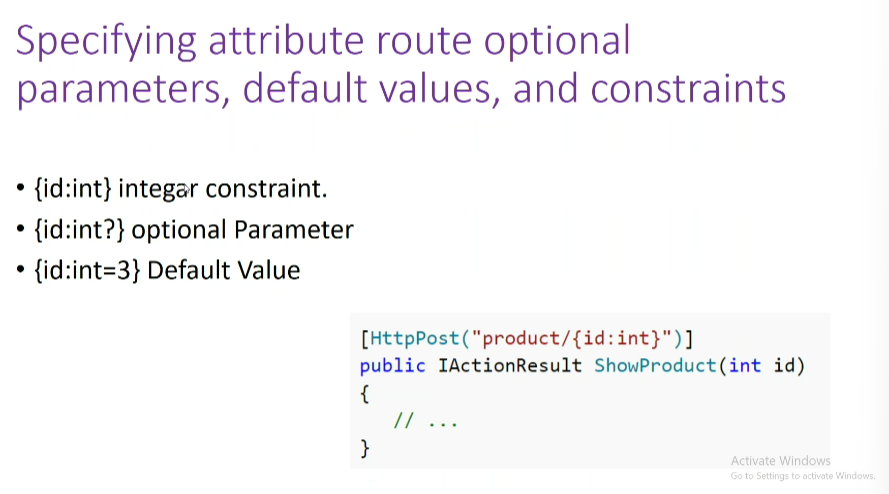 Specifying attribute route optional
parameters, default values, and constraints
• {id:int} integar constraint.
• {id:int?} optional Parameter
• {id:int=3} Default Value
[HttpPost("product/{id:int}")]
public IActionResult ShowProduct(int id)
{
// ...
}
Activate Windows
Go to Settings to activate Windows.